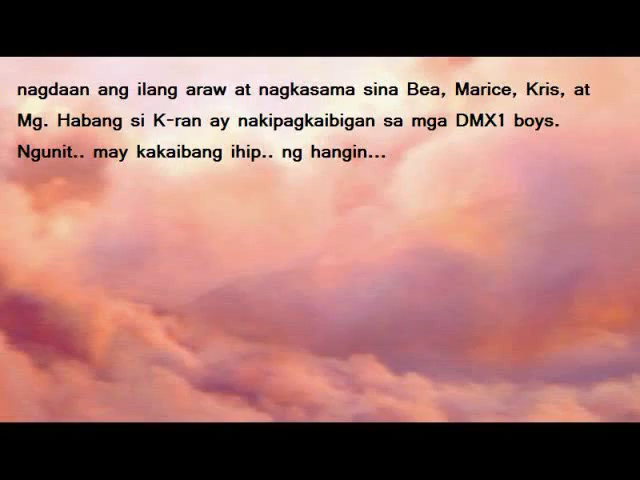 nagdaan ang ilang araw at nagkasama sina Bea, Marice, Kris, at
Mg. Habang si K-ran ay nakipagkaibigan sa mga DMX1 boys.
Ngunit.. may kakaibang ihip.. ng hangin...